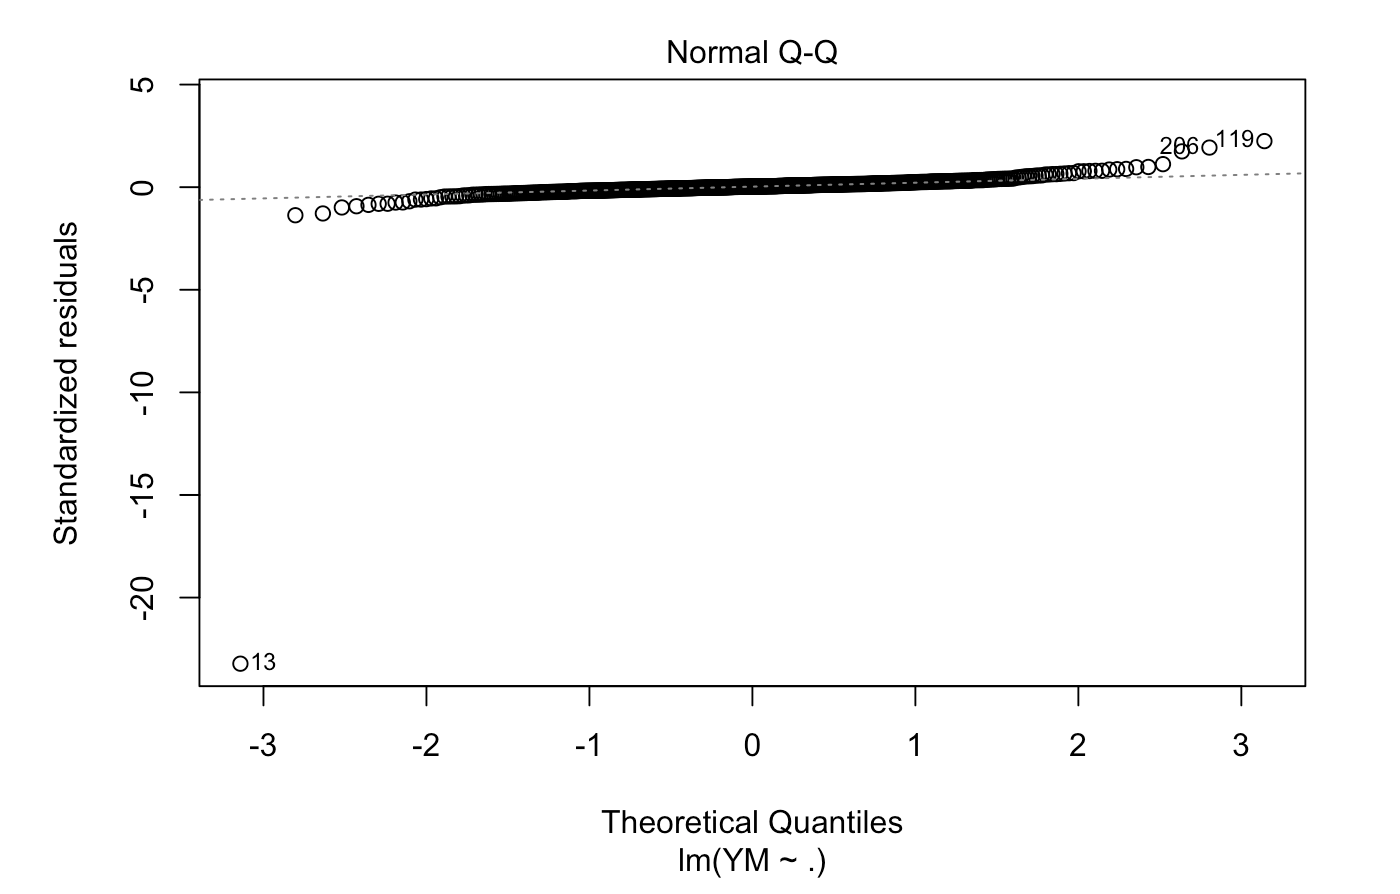 Normal Q-Q
5
0
-5
-10
-15
-20
Standardized residuals
206
119
13
-3 -2 -1 0 1 2 3
Theoretical Quantiles
lm(YM ~ .)